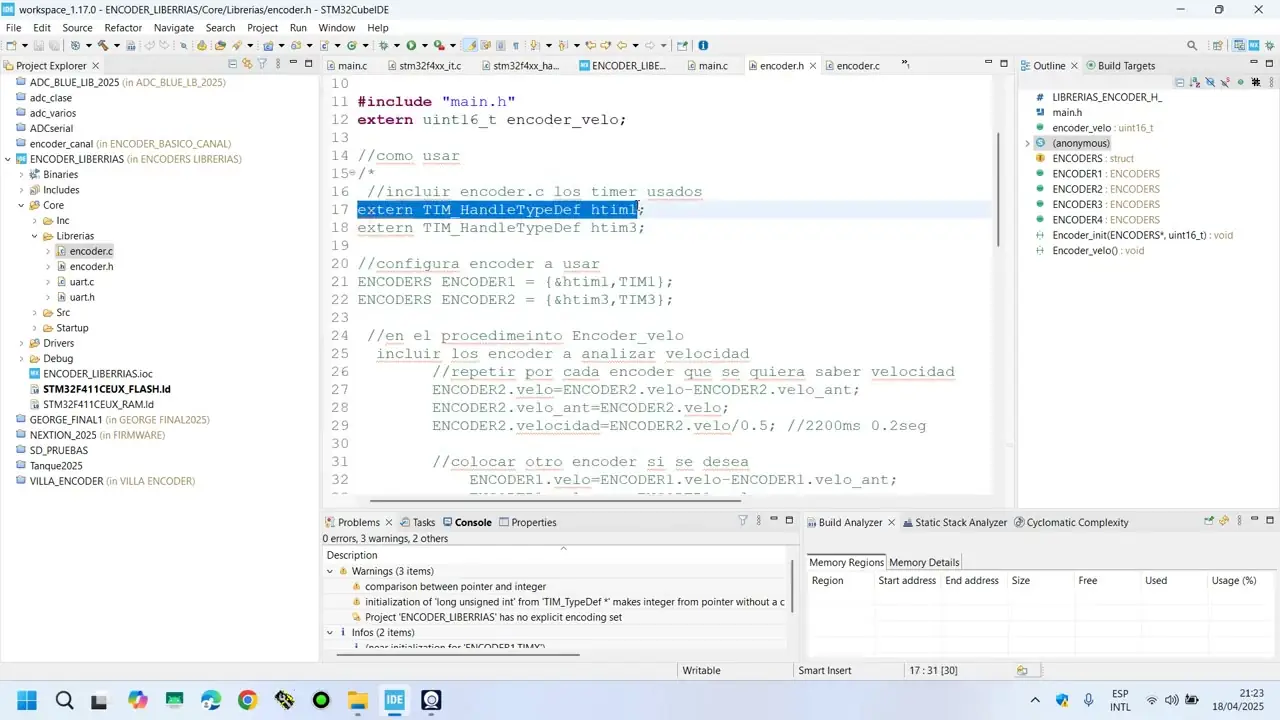 IDE workspace_1.17.0 - ENCODER_LIBERRIAS/Core/Librerias/encoder.h - STM32CubeIDE
File Edit Source Refactor Navigate Search Project Run Window Help
Project Explorer
ADC_BLUE_LIB_2025 (in ADC_BLUE_LB_2025)
adc_clase
adc_varios
ADCserial
encoder_canal (in ENCODER_BASICO_CANAL)
ENCODER_LIBERRIAS (in ENCODERS LIBRERIAS)
Binaries
Includes
Core
Inc
Librerias
encoder.c
encoder.h
uart.c
uart.h
Src
Startup
Drivers
Debug
ENCODER_LIBERRIAS.ioc
STM32F411CEUX_FLASH.ld
STM32F411CEUX_RAM.ld
GEORGE_FINAL1 (in GEORGE FINAL2025)
NEXTION_2025 (in FIRMWARE)
SD_PRUEBAS
Tanque2025
VILLA_ENCODER (in VILLA ENCODER)
main.c stm32f4xx_it.c stm32f4xx_ha... ENCODER_LIBE... main.c encoder.h encoder.c
10
11 #include "main.h"
12 extern uint16_t encoder_velo;
13
14 //como usar
15 /*
16 //incluir encoder.c los timer usados
17 extern TIM_HandleTypeDef htim1;
18 extern TIM_HandleTypeDef htim3;
19
20 //configura encoder a usar
21 ENCODERS ENCODER1 = {&htim1,TIM1};
22 ENCODERS ENCODER2 = {&htim3,TIM3};
23
24 //en el procedimeinto Encoder_velo
25 incluir los encoder a analizar velocidad
26 //repetir por cada encoder que se quiera saber velocidad
27 ENCODER2.velo=ENCODER2.velo-ENCODER2.velo_ant;
28 ENCODER2.velo_ant=ENCODER2.velo;
29 ENCODER2.velocidad=ENCODER2.velo/0.5; //2200ms 0.2seg
30
31 //colocar otro encoder si se desea
32 ENCODER1.velo=ENCODER1.velo-ENCODER1.velo_ant;
Outline Build Targets
LIBRERIAS_ENCODER_H_
main.h
encoder_velo : uint16_t
(anonymous)
ENCODERS : struct
ENCODER1 : ENCODERS
ENCODER2 : ENCODERS
ENCODER3 : ENCODERS
ENCODER4 : ENCODERS
Encoder_init(ENCODERS*, uint16_t) : void
Encoder_velo() : void
Problems Tasks Console Properties
0 errors, 3 warnings, 2 others
Description
Warnings (3 items)
comparison between pointer and integer
initialization of 'long unsigned int' from 'TIM_TypeDef *' makes integer from pointer without a c
Project 'ENCODER_LIBERRIAS' has no explicit encoding set
Infos (2 items)
(near initialization for 'ENCODER1.TIMX')
Build Analyzer Static Stack Analyzer Cyclomatic Complexity
Memory Regions Memory Details
Region Start address End address Size Free Used Usage (%)
Writable Smart Insert 17 : 31 [30]
IDE
ESP
INTL
21:23
18/04/2025